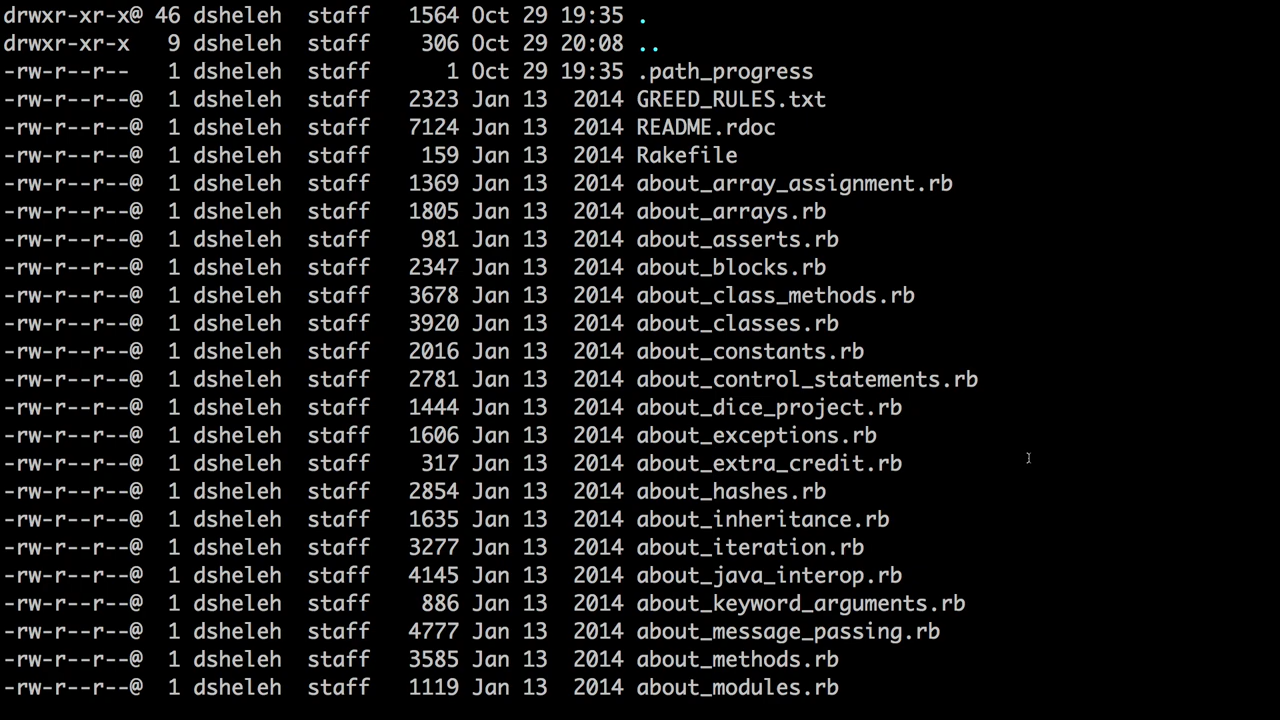 drwxr-xr-x@ 46 dsheleh  staff   1564 Oct 29 19:35 .
drwxr-xr-x   9 dsheleh  staff    306 Oct 29 20:08 ..
-rw-r--r--   1 dsheleh  staff      1 Oct 29 19:35 .path_progress
-rw-r--r--@  1 dsheleh  staff   2323 Jan 13  2014 GREED_RULES.txt
-rw-r--r--@  1 dsheleh  staff   7124 Jan 13  2014 README.rdoc
-rw-r--r--@  1 dsheleh  staff    159 Jan 13  2014 Rakefile
-rw-r--r--@  1 dsheleh  staff   1369 Jan 13  2014 about_array_assignment.rb
-rw-r--r--@  1 dsheleh  staff   1805 Jan 13  2014 about_arrays.rb
-rw-r--r--@  1 dsheleh  staff    981 Jan 13  2014 about_asserts.rb
-rw-r--r--@  1 dsheleh  staff   2347 Jan 13  2014 about_blocks.rb
-rw-r--r--@  1 dsheleh  staff   3678 Jan 13  2014 about_class_methods.rb
-rw-r--r--@  1 dsheleh  staff   3920 Jan 13  2014 about_classes.rb
-rw-r--r--@  1 dsheleh  staff   2016 Jan 13  2014 about_constants.rb
-rw-r--r--@  1 dsheleh  staff   2781 Jan 13  2014 about_control_statements.rb
-rw-r--r--@  1 dsheleh  staff   1444 Jan 13  2014 about_dice_project.rb
-rw-r--r--@  1 dsheleh  staff   1606 Jan 13  2014 about_exceptions.rb
-rw-r--r--@  1 dsheleh  staff    317 Jan 13  2014 about_extra_credit.rb
-rw-r--r--@  1 dsheleh  staff   2854 Jan 13  2014 about_hashes.rb
-rw-r--r--@  1 dsheleh  staff   1635 Jan 13  2014 about_inheritance.rb
-rw-r--r--@  1 dsheleh  staff   3277 Jan 13  2014 about_iteration.rb
-rw-r--r--@  1 dsheleh  staff   4145 Jan 13  2014 about_java_interop.rb
-rw-r--r--@  1 dsheleh  staff    886 Jan 13  2014 about_keyword_arguments.rb
-rw-r--r--@  1 dsheleh  staff   4777 Jan 13  2014 about_message_passing.rb
-rw-r--r--@  1 dsheleh  staff   3585 Jan 13  2014 about_methods.rb
-rw-r--r--@  1 dsheleh  staff   1119 Jan 13  2014 about_modules.rb